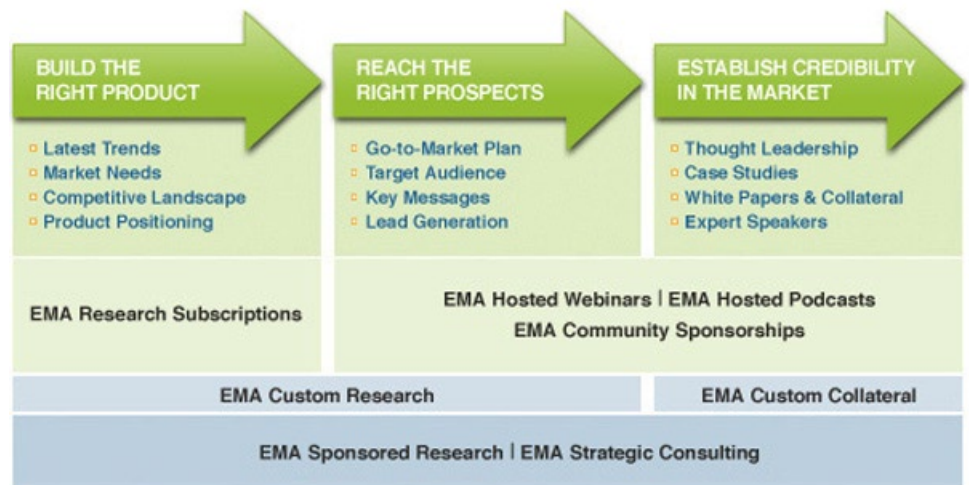 BUILD THE
RIGHT PRODUCT
Latest Trends
Market Needs
Competitive Landscape
Product Positioning
REACH THE
RIGHT PROSPECTS
Go-to-Market Plan
Target Audience
Key Messages
Lead Generation
ESTABLISH CREDIBILITY
IN THE MARKET
Thought Leadership
Case Studies
White Papers & Collateral
Expert Speakers
EMA Research Subscriptions
EMA Hosted Webinars | EMA Hosted Podcasts
EMA Community Sponsorships
EMA Custom Research
EMA Custom Collateral
EMA Sponsored Research | EMA Strategic Consulting